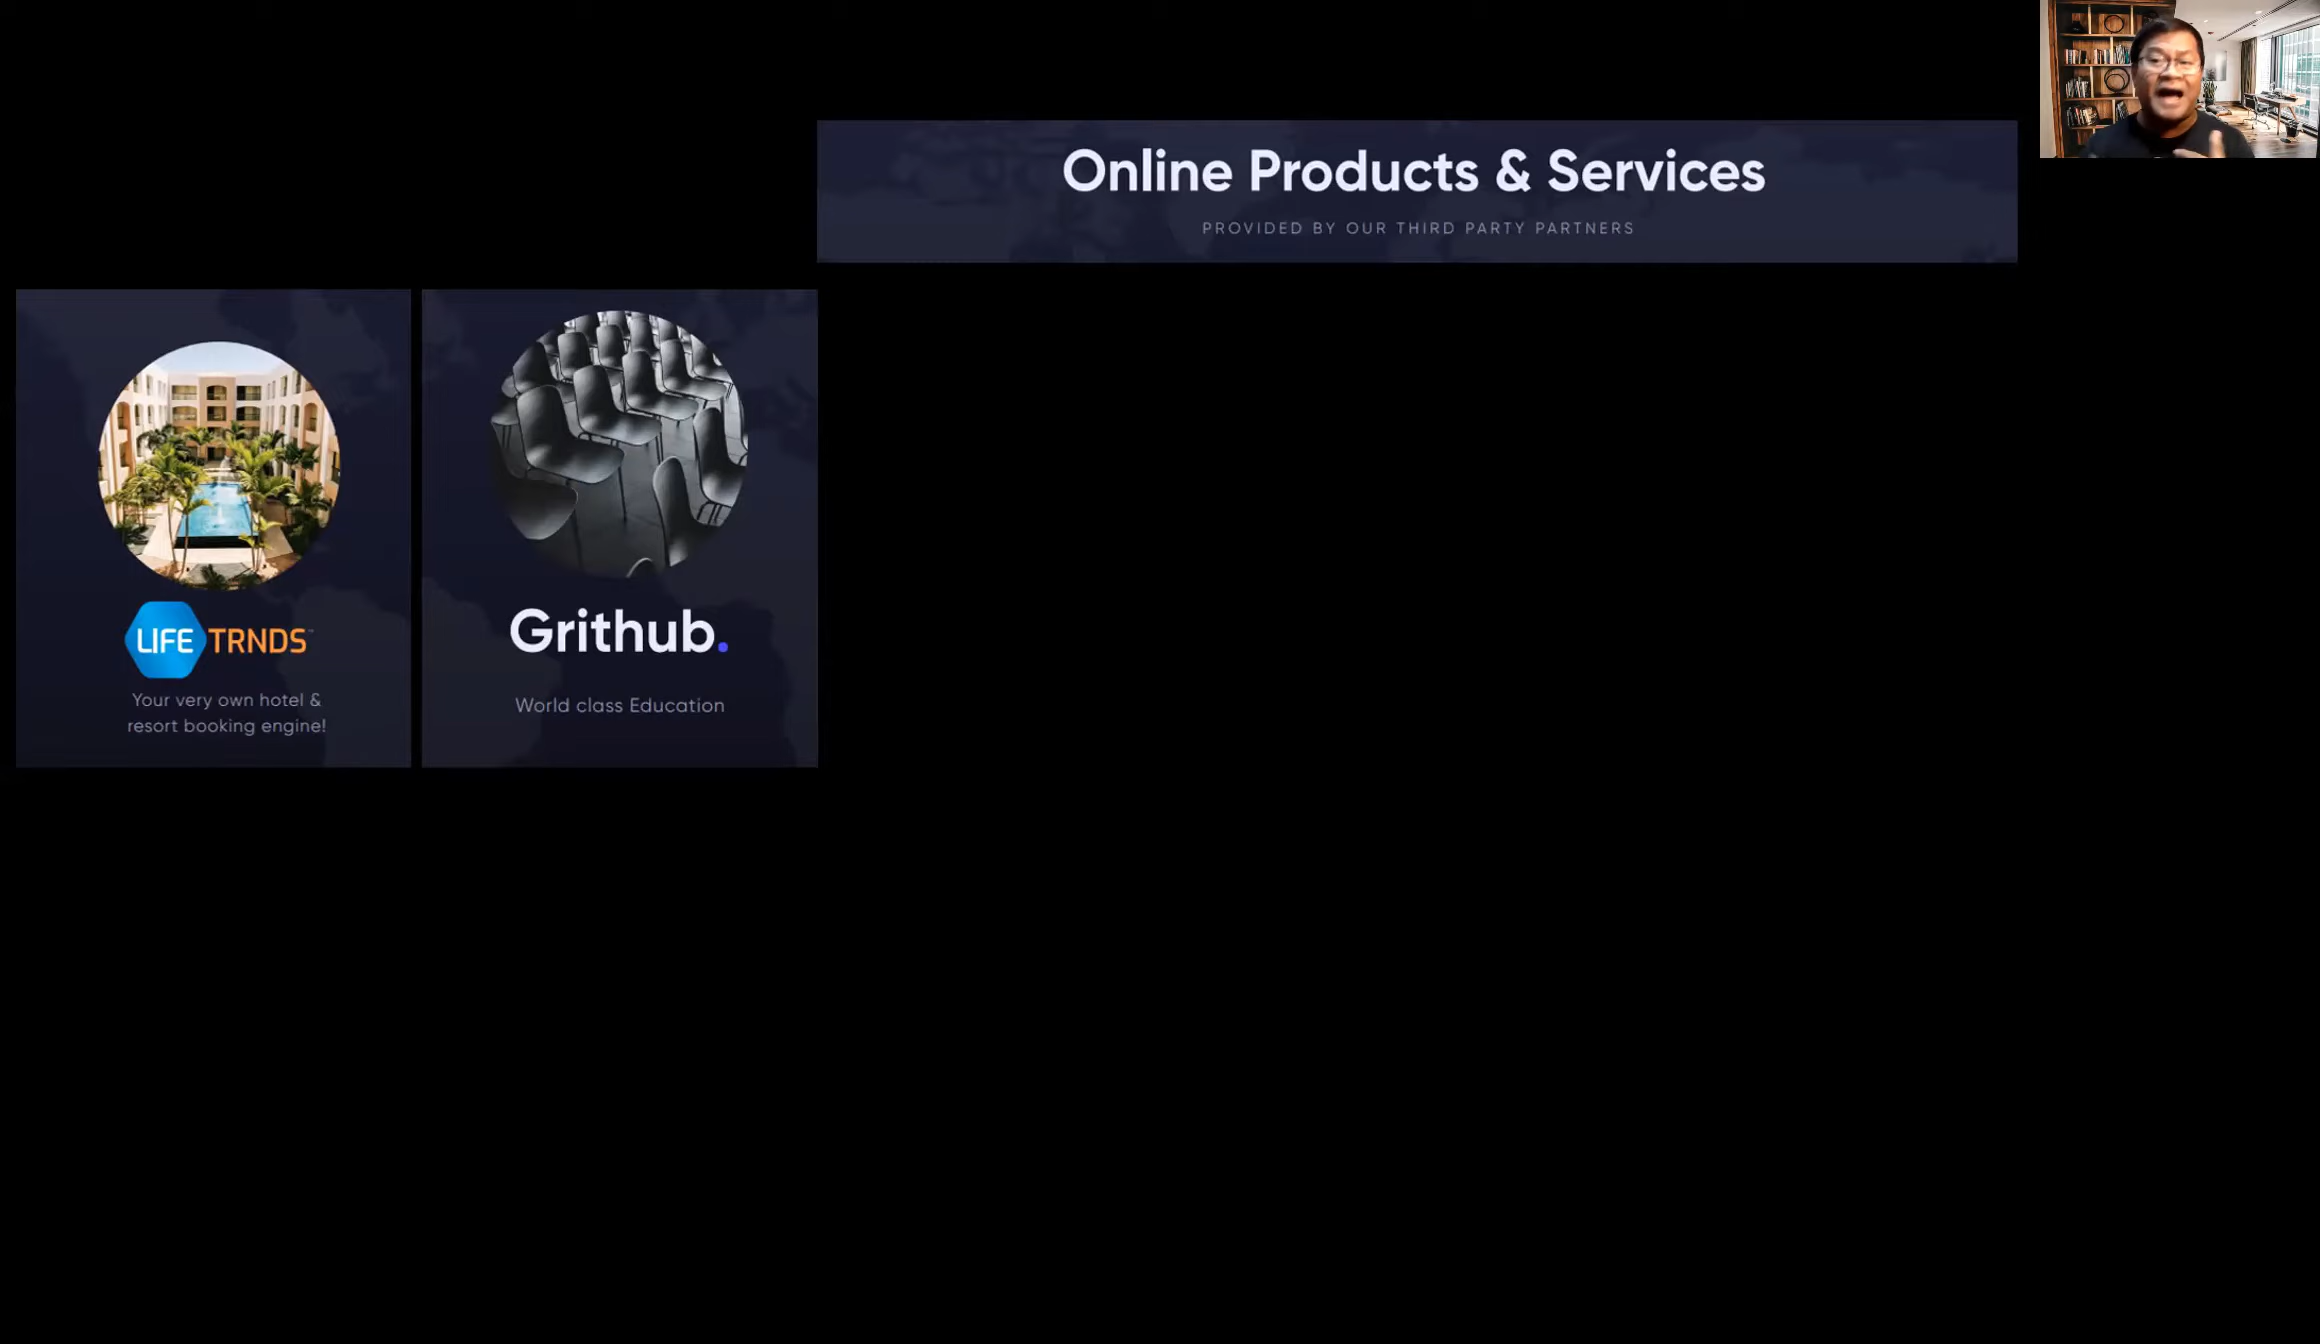 Online Products & Services
PROVIDED BY OUR THIRD PARTY PARTNERS
LIFE TRNDS™
Your very own hotel &
resort booking engine!
Grithub.
World class Education